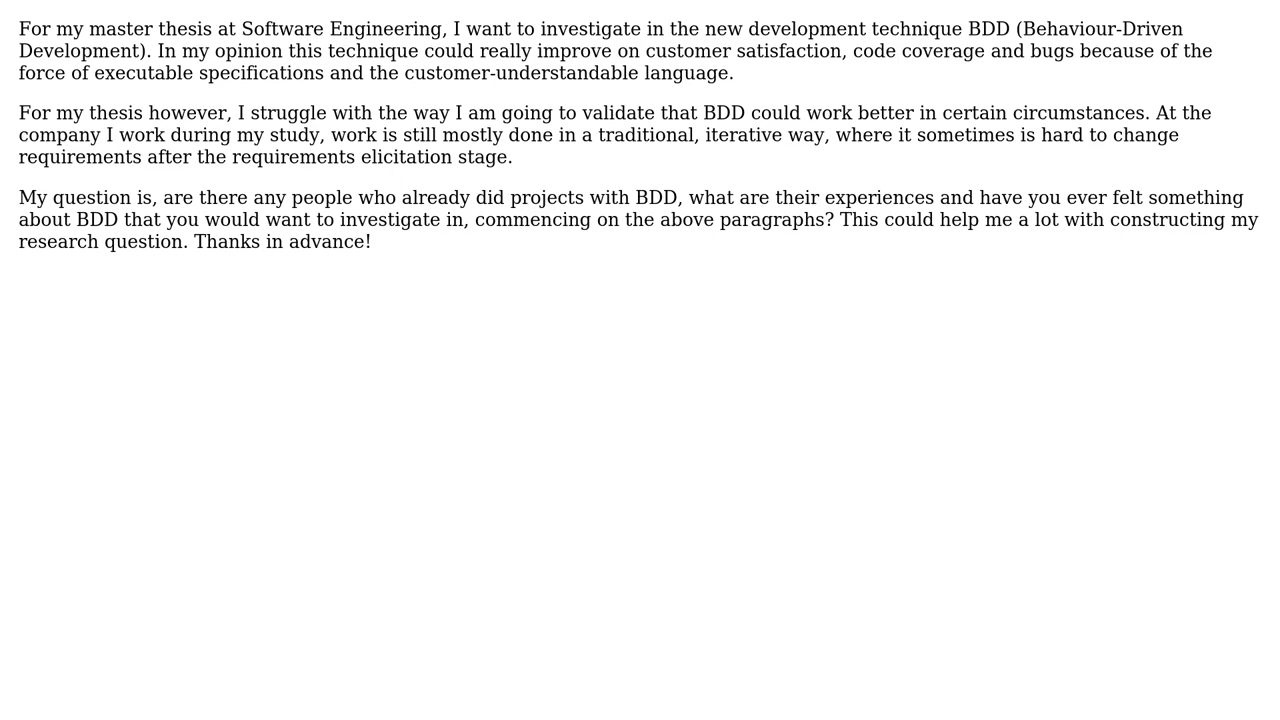 For my master thesis at Software Engineering, I want to investigate in the new development technique BDD (Behaviour-Driven
Development). In my opinion this technique could really improve on customer satisfaction, code coverage and bugs because of the
force of executable specifications and the customer-understandable language.
For my thesis however, I struggle with the way I am going to validate that BDD could work better in certain circumstances. At the
company I work during my study, work is still mostly done in a traditional, iterative way, where it sometimes is hard to change
requirements after the requirements elicitation stage.
My question is, are there any people who already did projects with BDD, what are their experiences and have you ever felt something
about BDD that you would want to investigate in, commencing on the above paragraphs? This could help me a lot with constructing my
research question. Thanks in advance!